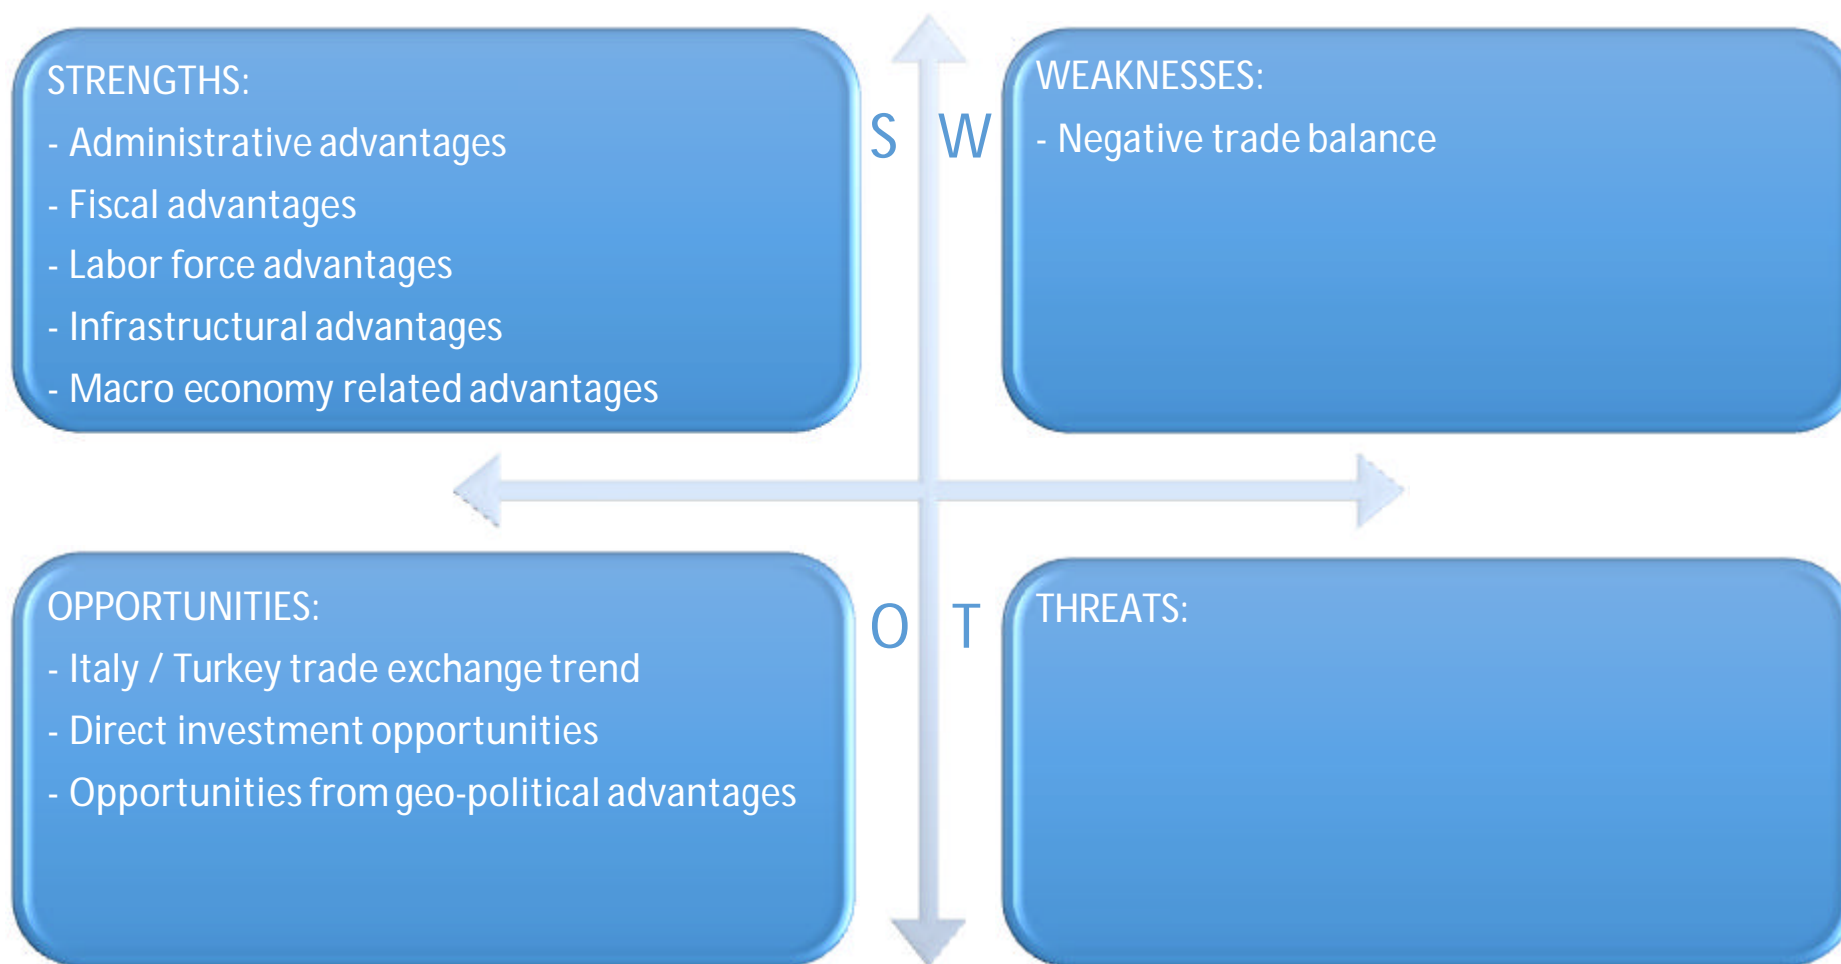 STRENGTHS:
- Administrative advantages
- Fiscal advantages
- Labor force advantages
- Infrastructural advantages
- Macro economy related advantages
S W
WEAKNESSES:
- Negative trade balance
OPPORTUNITIES:
- Italy / Turkey trade exchange trend
- Direct investment opportunities
- Opportunities from geo-political advantages
O T
THREATS: